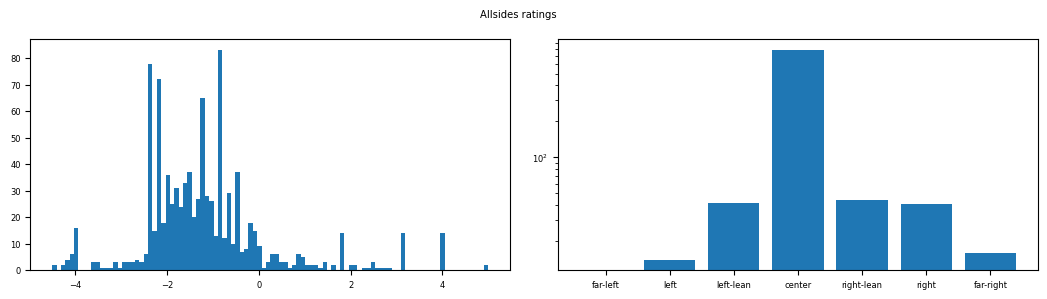 Allsides ratings
80
70
60
50
40
30
20
10
0
−4
−2
0
2
4
10²
far-left
left
left-lean
center
right-lean
right
far-right